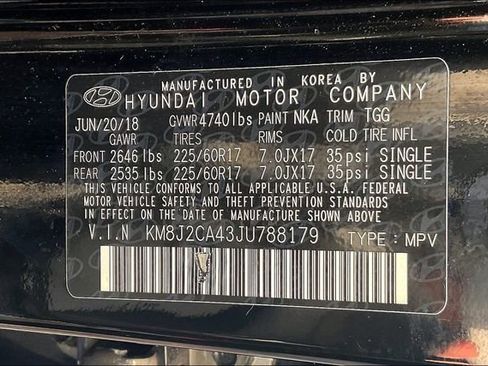 MANUFACTURED IN KOREA BY
HYUNDAI MOTOR COMPANY
JUN/20/18 GVWR 4740 lbs PAINT NKA TRIM TGG
GAWR TIRES RIMS COLD TIRE INFL
FRONT 2646 lbs 225/60R17 7.0JX17 35psi SINGLE
REAR 2535 lbs 225/60R17 7.0JX17 35psi SINGLE
THIS VEHICLE CONFORMS TO ALL APPLICABLE U.S.A. FEDERAL
MOTOR VEHICLE SAFETY AND THEFT PREVENTION STANDARDS
IN EFFECT ON THE DATE OF MANUFACTURE SHOWN ABOVE.
V.I.N KM8J2CA43JU788179 TYPE: MPV